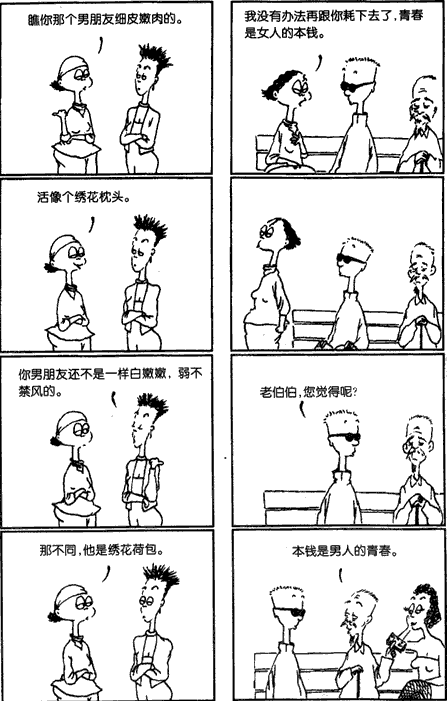 瞧你那个男朋友细皮嫩肉的。
活像个绣花枕头。
你男朋友还不是一样白嫩嫩，弱不
禁风的。
那不同，他是绣花荷包。
我没有办法再跟你耗下去了，青春
是女人的本钱。
老伯伯，您觉得呢？
本钱是男人的青春。